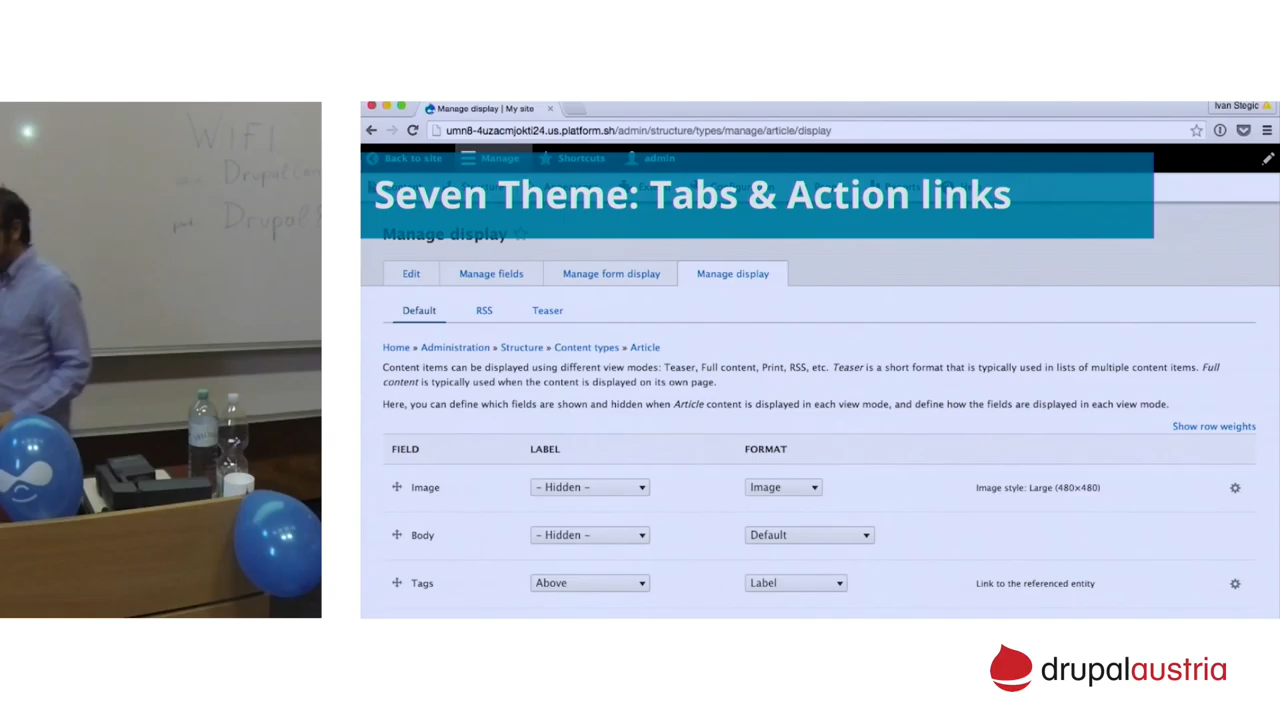 WIFI
Drupal
Drupal8
Manage display | My site
Ivan Stegic
umn8-4uzacmjokti24.us.platform.sh/admin/structure/types/manage/article/display
Back to site Manage Shortcuts admin
Seven Theme: Tabs & Action links
Manage display
Edit Manage fields Manage form display Manage display
Default RSS Teaser
Home » Administration » Structure » Content types » Article
Content items can be displayed using different view modes: Teaser, Full content, Print, RSS, etc. Teaser is a short format that is typically used in lists of multiple content items. Full
content is typically used when the content is displayed on its own page.
Here, you can define which fields are shown and hidden when Article content is displayed in each view mode, and define how the fields are displayed in each view mode.
Show row weights
FIELD LABEL FORMAT
Image - Hidden - Image Image style: Large (480×480)
Body - Hidden - Default
Tags Above Label Link to the referenced entity
drupalaustria